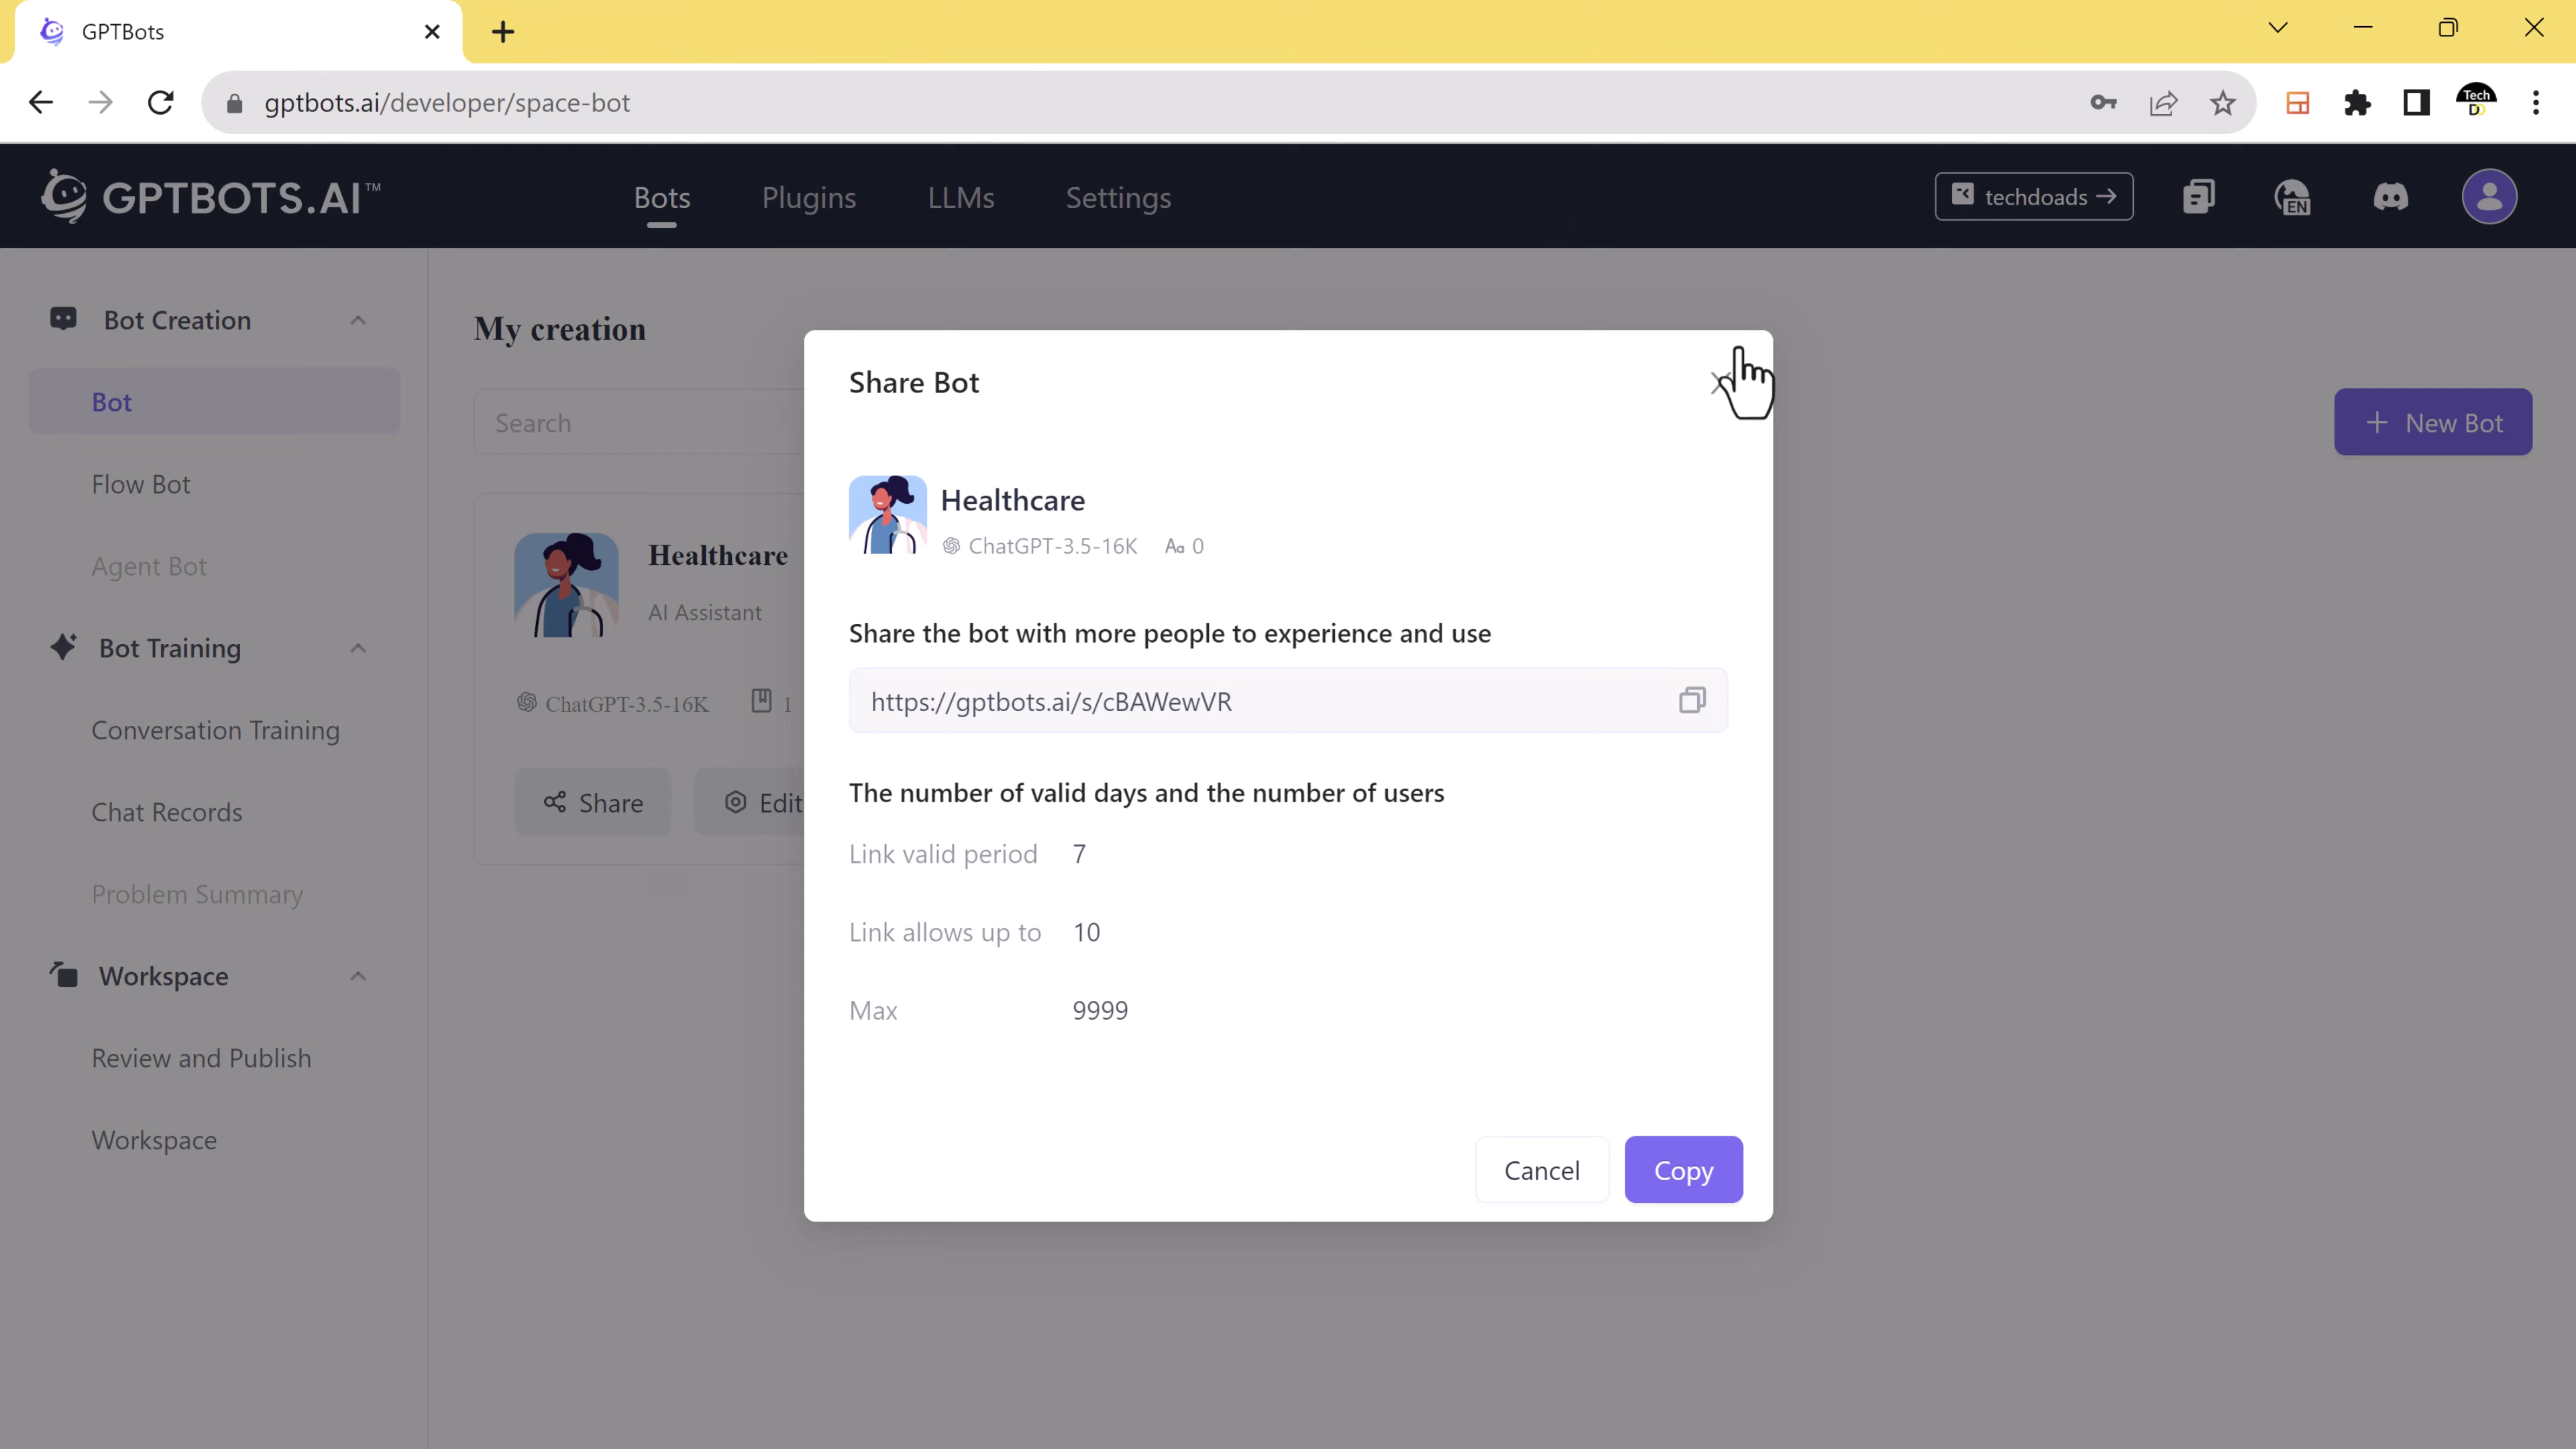 GPTBots
gptbots.ai/developer/space-bot
Tech
D
GPTBOTS.AI™
Bots
Plugins
LLMs
Settings
techdoads →
EN
Bot Creation
Bot
Flow Bot
Agent Bot
Bot Training
Conversation Training
Chat Records
Problem Summary
Workspace
Review and Publish
Workspace
My creation
Search
+ New Bot
Healthcare
AI Assistant
ChatGPT-3.5-16K 1
Share
Edit
Share Bot
Healthcare
ChatGPT-3.5-16K Aa 0
Share the bot with more people to experience and use
https://gptbots.ai/s/cBAWewVR
The number of valid days and the number of users
Link valid period 7
Link allows up to 10
Max 9999
Cancel
Copy